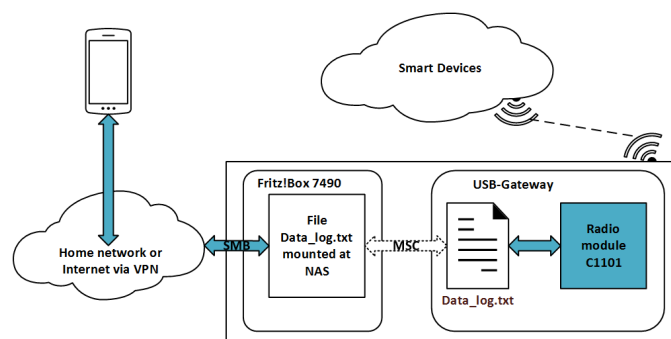 Smart Devices
Fritz!Box 7490
USB-Gateway
File
Data_log.txt
mounted at
NAS
Radio
module
C1101
Home network or
Internet via VPN
SMB
MSC
Data_log.txt